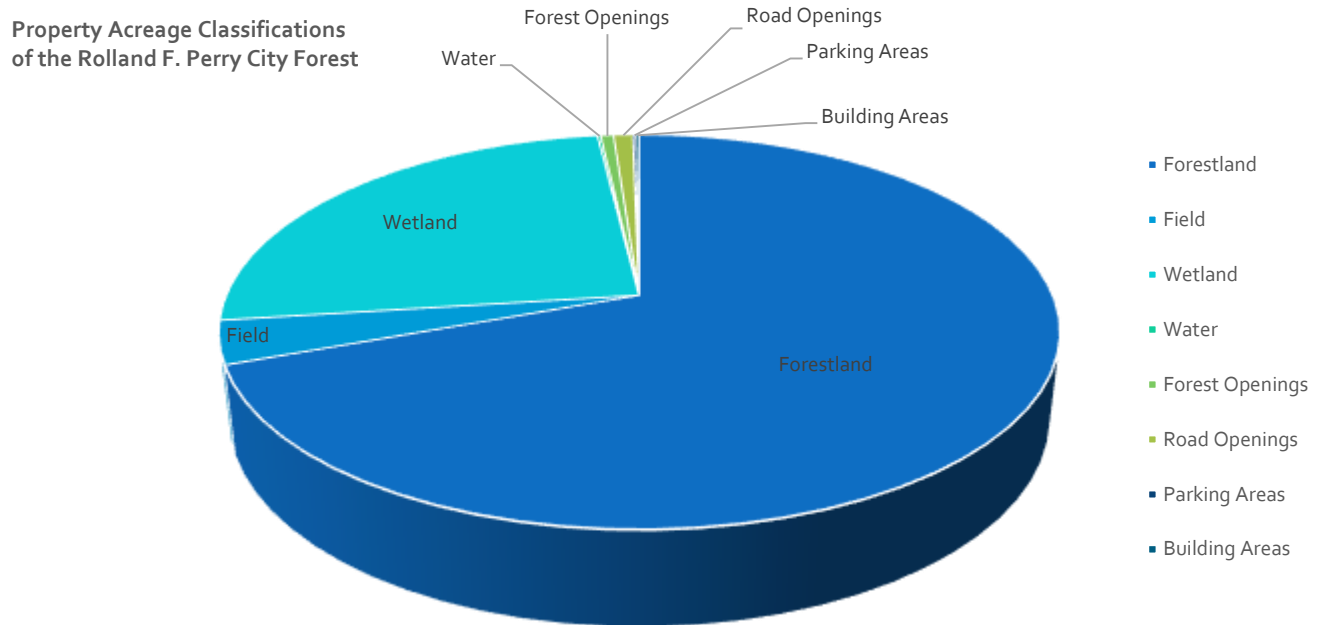 Property Acreage Classifications
of the Rolland F. Perry City Forest
Forest Openings
Road Openings
Water
Parking Areas
Building Areas
Wetland
Field
Forestland
Forestland
Field
Wetland
Water
Forest Openings
Road Openings
Parking Areas
Building Areas